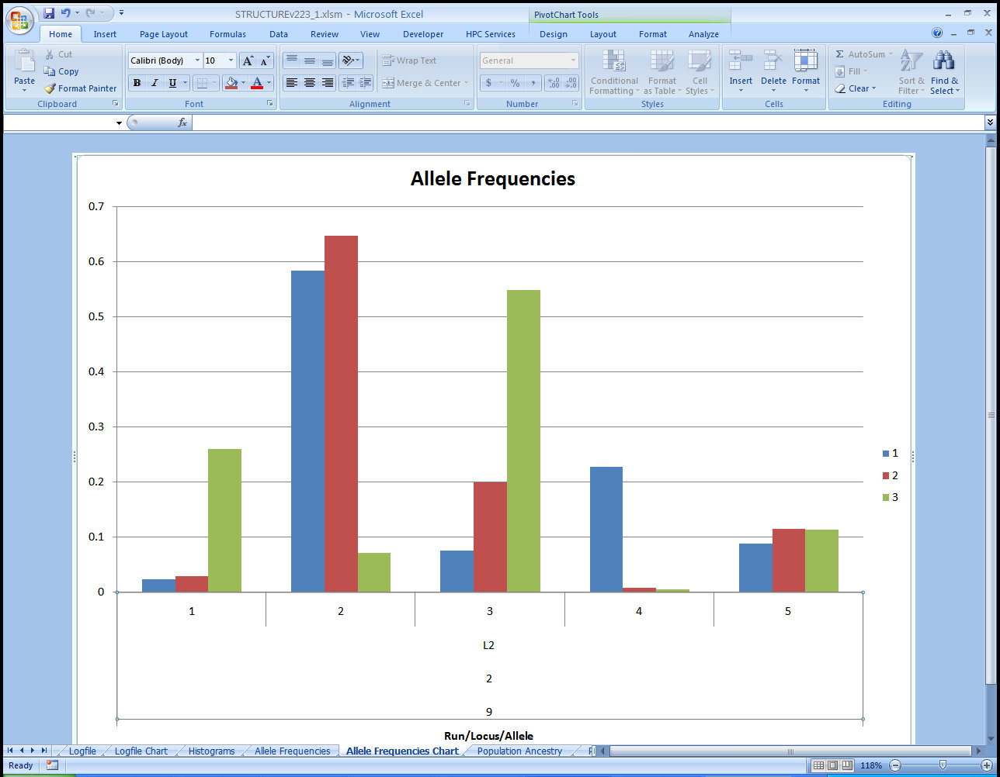 STRUCTUREv223_1.xlsm - Microsoft Excel
PivotChart Tools
Home Insert Page Layout Formulas Data Review View Developer HPC Services Design Layout Format Analyze
Paste
Cut
Copy
Format Painter
Clipboard
Calibri (Body) 10 A A
B I U A
Font
Wrap Text
Merge & Center
Alignment
General
$ % ,
Number
Conditional Formatting
Format as Table
Cell Styles
Styles
Insert Delete Format
Cells
Σ AutoSum
Fill
Clear
Sort & Filter
Find & Select
Editing
fx
Allele Frequencies
0.7
0.6
0.5
0.4
0.3
0.2
0.1
0
1
2
3
1 2 3 4 5
L2
2
9
Run/Locus/Allele
Logfile Logfile Chart Histograms Allele Frequencies Allele Frequencies Chart Population Ancestry
Ready 118%